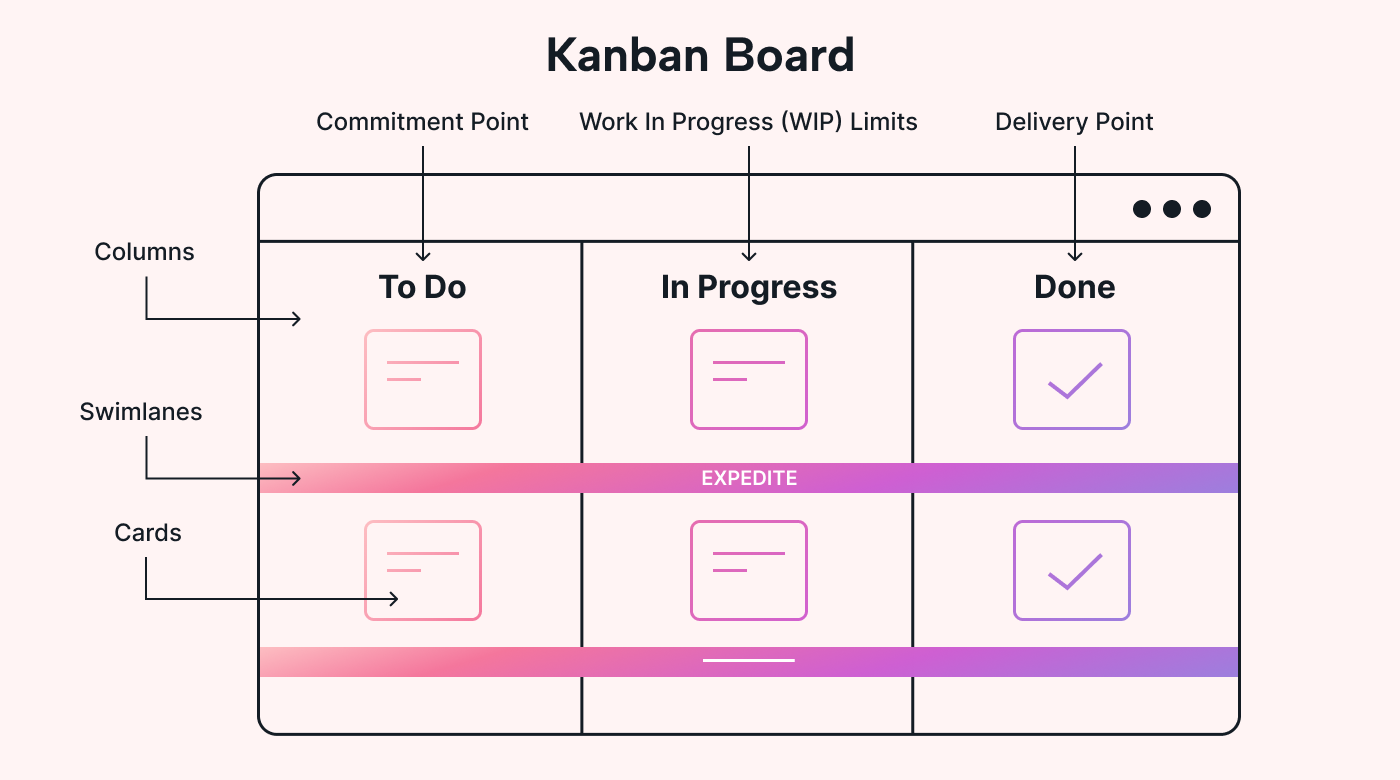 Kanban Board
Commitment Point
Work In Progress (WIP) Limits
Delivery Point
Columns
To Do
In Progress
Done
Swimlanes
EXPEDITE
Cards